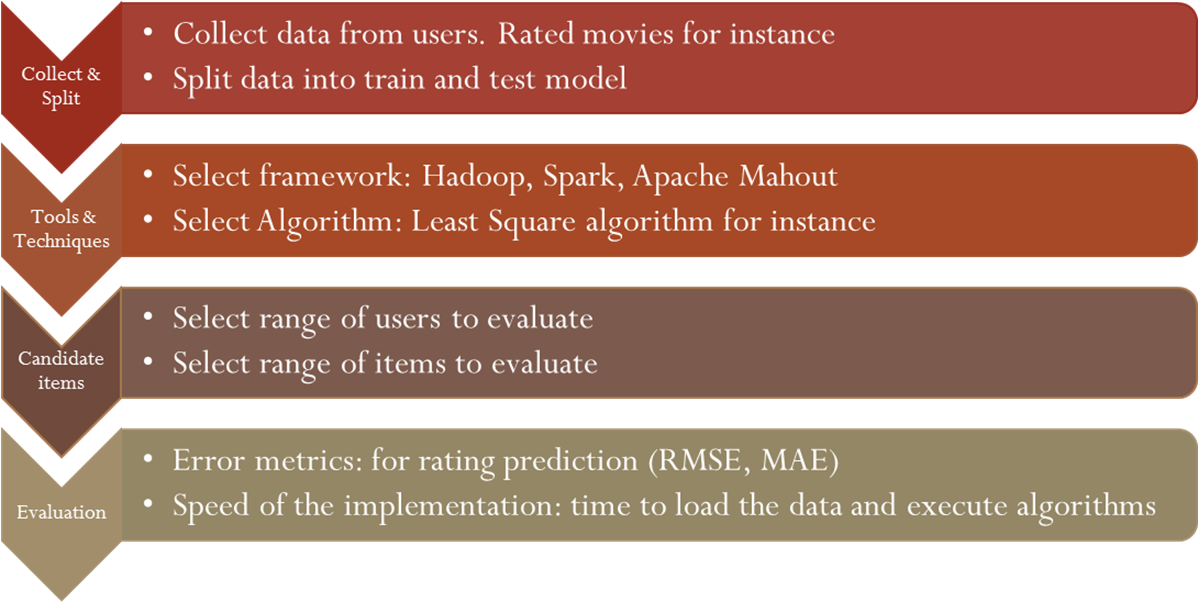 Collect &
Split
• Collect data from users. Rated movies for instance
• Split data into train and test model
Tools &
Techniques
• Select framework: Hadoop, Spark, Apache Mahout
• Select Algorithm: Least Square algorithm for instance
Candidate
items
• Select range of users to evaluate
• Select range of items to evaluate
Evaluation
• Error metrics: for rating prediction (RMSE, MAE)
• Speed of the implementation: time to load the data and execute algorithms